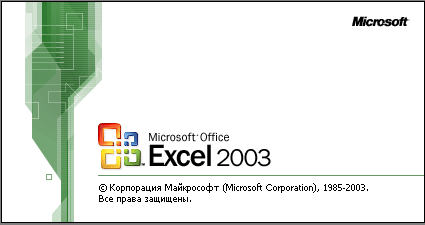 Microsoft
Microsoft® Office
Excel 2003
© Корпорация Майкрософт (Microsoft Corporation), 1985-2003.
Все права защищены.